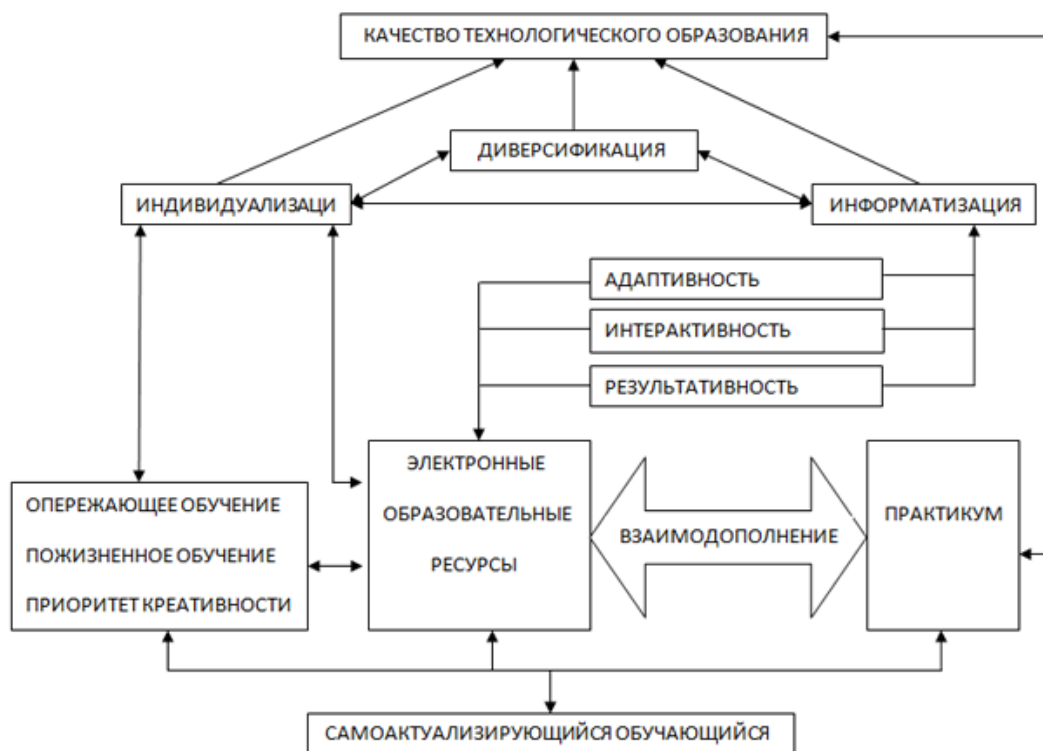 КАЧЕСТВО ТЕХНОЛОГИЧЕСКОГО ОБРАЗОВАНИЯ
ДИВЕРСИФИКАЦИЯ
ИНДИВИДУАЛИЗАЦИ
ИНФОРМАТИЗАЦИЯ
АДАПТИВНОСТЬ
ИНТЕРАКТИВНОСТЬ
РЕЗУЛЬТАТИВНОСТЬ
ОПЕРЕЖАЮЩЕЕ ОБУЧЕНИЕ
ПОЖИЗНЕННОЕ ОБУЧЕНИЕ
ПРИОРИТЕТ КРЕАТИВНОСТИ
ЭЛЕКТРОННЫЕ
ОБРАЗОВАТЕЛЬНЫЕ
РЕСУРСЫ
ВЗАИМОДОПОЛНЕНИЕ
ПРАКТИКУМ
САМОАКТУАЛИЗИРУЮЩИЙСЯ ОБУЧАЮЩИЙСЯ